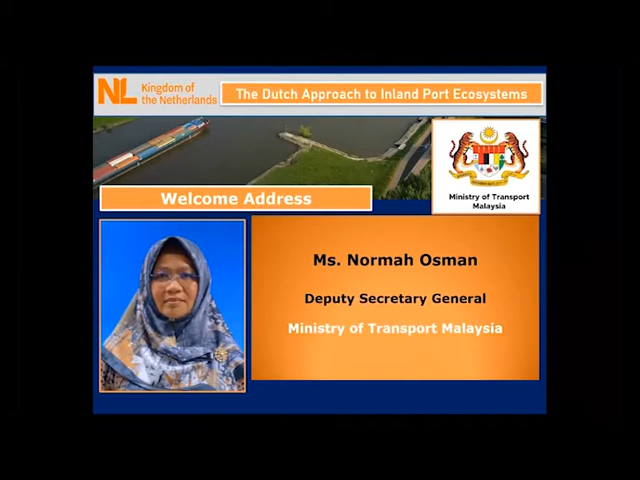 NL Kingdom of
the Netherlands
The Dutch Approach to Inland Port Ecosystems
Ministry of Transport
Malaysia
Welcome Address
Ms. Normah Osman
Deputy Secretary General
Ministry of Transport Malaysia